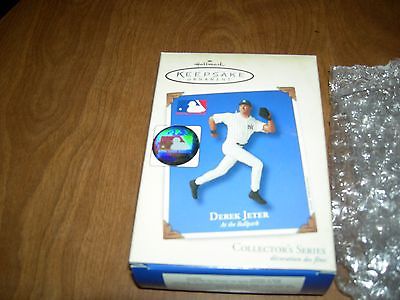 Hallmark
KEEPSAKE
ORNAMENT
DEREK JETER
At the Ballpark
COLLECTOR'S SERIES
décoration des fêtes